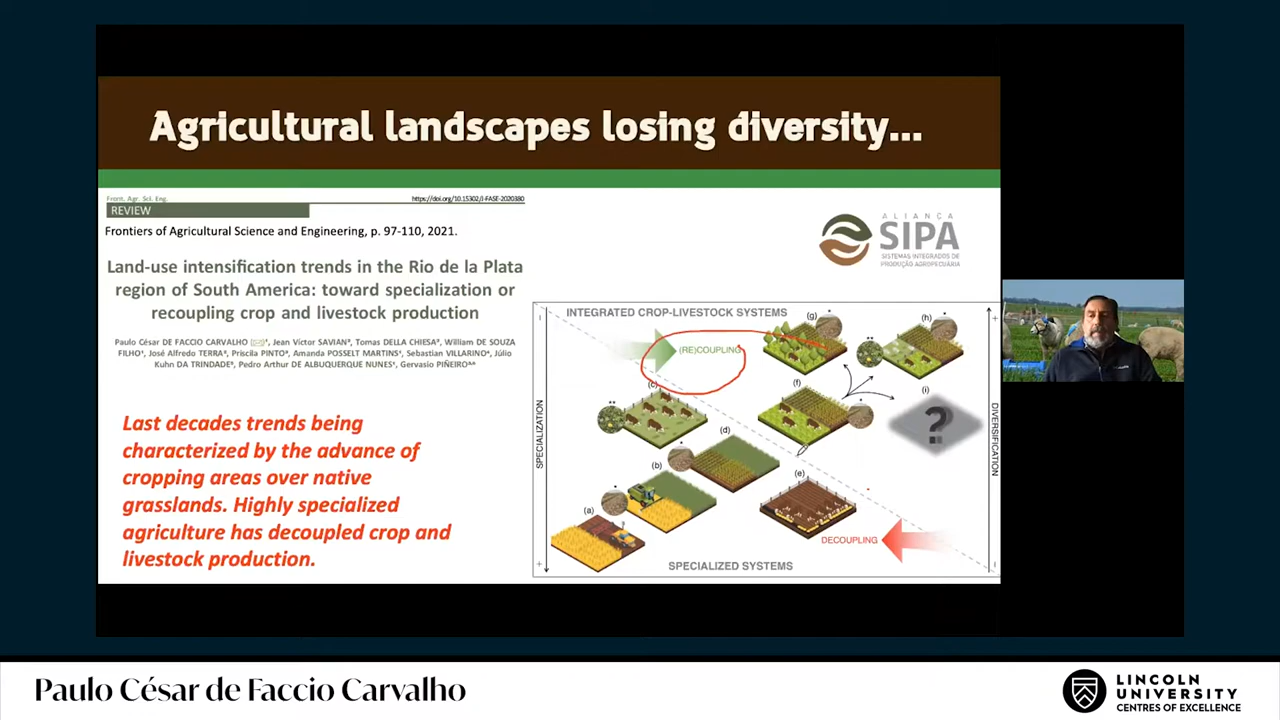 Agricultural landscapes losing diversity...
Front. Agr. Sci. Eng.
https://doi.org/10.15302/J-FASE-2020380
REVIEW
Frontiers of Agricultural Science and Engineering, p. 97-110, 2021.
Land-use intensification trends in the Rio de la Plata
region of South America: toward specialization or
recoupling crop and livestock production
Paulo César DE FACCIO CARVALHO, Jean Víctor SAVIAN, Tomas DELLA CHIESA, William DE SOUZA
FILHO, José Alfredo TERRA, Priscila PINTO, Amanda POSSELT MARTINS, Sebastian VILLARINO, Júlio
Kuhn DA TRINDADE, Pedro Arthur DE ALBUQUERQUE NUNES, Gervasio PIÑEIRO
Last decades trends being
characterized by the advance of
cropping areas over native
grasslands. Highly specialized
agriculture has decoupled crop and
livestock production.
ALIANÇA
SIPA
SISTEMAS INTEGRADOS DE
PRODUÇÃO AGROPECUÁRIA
INTEGRATED CROP-LIVESTOCK SYSTEMS
(RE)COUPLING
(g)
*
(h)
*
**
(c)
**
(f)
*
(i)
?
(d)
*
(b)
*
(e)
(a)
SPECIALIZATION
- 
+
DIVERSIFICATION
+
-
DECOUPLING
SPECIALIZED SYSTEMS
Paulo César de Faccio Carvalho
LINCOLN
UNIVERSITY
CENTRES OF EXCELLENCE